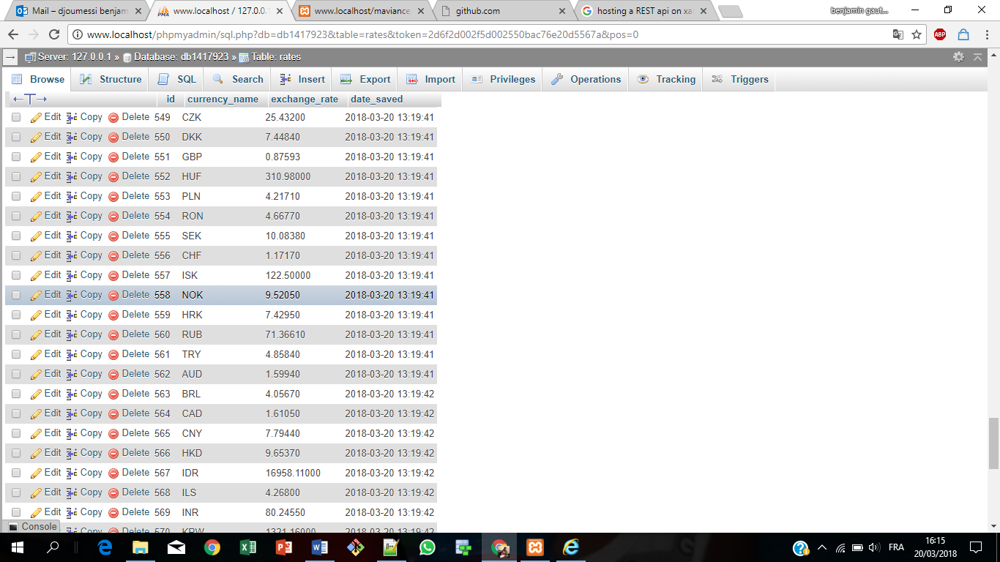 Mail – djoumessi benjam
www.localhost / 127.0.0.1
www.localhost/maviance
github.com
hosting a REST api on xa
benjamin gaut...
www.localhost/phpmyadmin/sql.php?db=db1417923&table=rates&token=2d6f2d002f5d002550bac76e20d5567a&pos=0
ABP
Server: 127.0.0.1 » Database: db1417923 » Table: rates
Browse Structure SQL Search Insert Export Import Privileges Operations Tracking Triggers
←T→ id currency_name exchange_rate date_saved
Edit Copy Delete 549 CZK 25.43200 2018-03-20 13:19:41
Edit Copy Delete 550 DKK 7.44840 2018-03-20 13:19:41
Edit Copy Delete 551 GBP 0.87593 2018-03-20 13:19:41
Edit Copy Delete 552 HUF 310.98000 2018-03-20 13:19:41
Edit Copy Delete 553 PLN 4.21710 2018-03-20 13:19:41
Edit Copy Delete 554 RON 4.66770 2018-03-20 13:19:41
Edit Copy Delete 555 SEK 10.08380 2018-03-20 13:19:41
Edit Copy Delete 556 CHF 1.17170 2018-03-20 13:19:41
Edit Copy Delete 557 ISK 122.50000 2018-03-20 13:19:41
Edit Copy Delete 558 NOK 9.52050 2018-03-20 13:19:41
Edit Copy Delete 559 HRK 7.42950 2018-03-20 13:19:41
Edit Copy Delete 560 RUB 71.36610 2018-03-20 13:19:41
Edit Copy Delete 561 TRY 4.85840 2018-03-20 13:19:41
Edit Copy Delete 562 AUD 1.59940 2018-03-20 13:19:41
Edit Copy Delete 563 BRL 4.05670 2018-03-20 13:19:42
Edit Copy Delete 564 CAD 1.61050 2018-03-20 13:19:42
Edit Copy Delete 565 CNY 7.79440 2018-03-20 13:19:42
Edit Copy Delete 566 HKD 9.65370 2018-03-20 13:19:42
Edit Copy Delete 567 IDR 16958.11000 2018-03-20 13:19:42
Edit Copy Delete 568 ILS 4.26800 2018-03-20 13:19:42
Edit Copy Delete 569 INR 80.24550 2018-03-20 13:19:42
Edit Copy Delete 570 KRW 1321.16000 2018-03-20 13:19:42
Console
FRA
16:15
20/03/2018